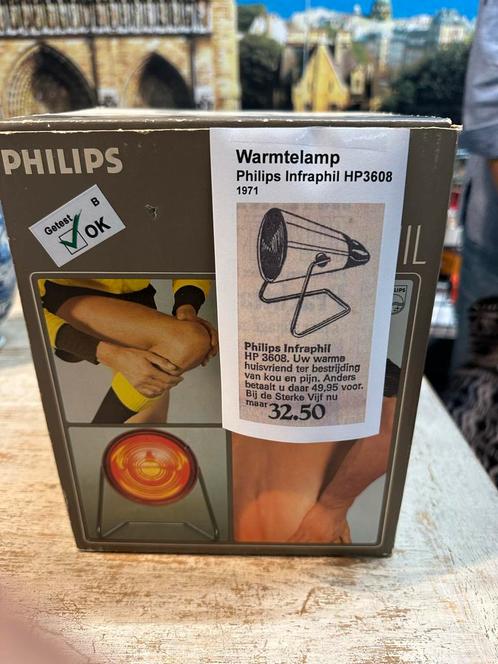 PHILIPS
Getest
B
OK
Warmtelamp
Philips Infraphil HP3608
1971
IL
PHILIPS
Philips Infraphil
HP 3608. Uw warme
huisvriend ter bestrijding
van kou en pijn. Anders
betaalt u daar 49,95 voor.
Bij de Sterke Vijf nu
maar 32.50